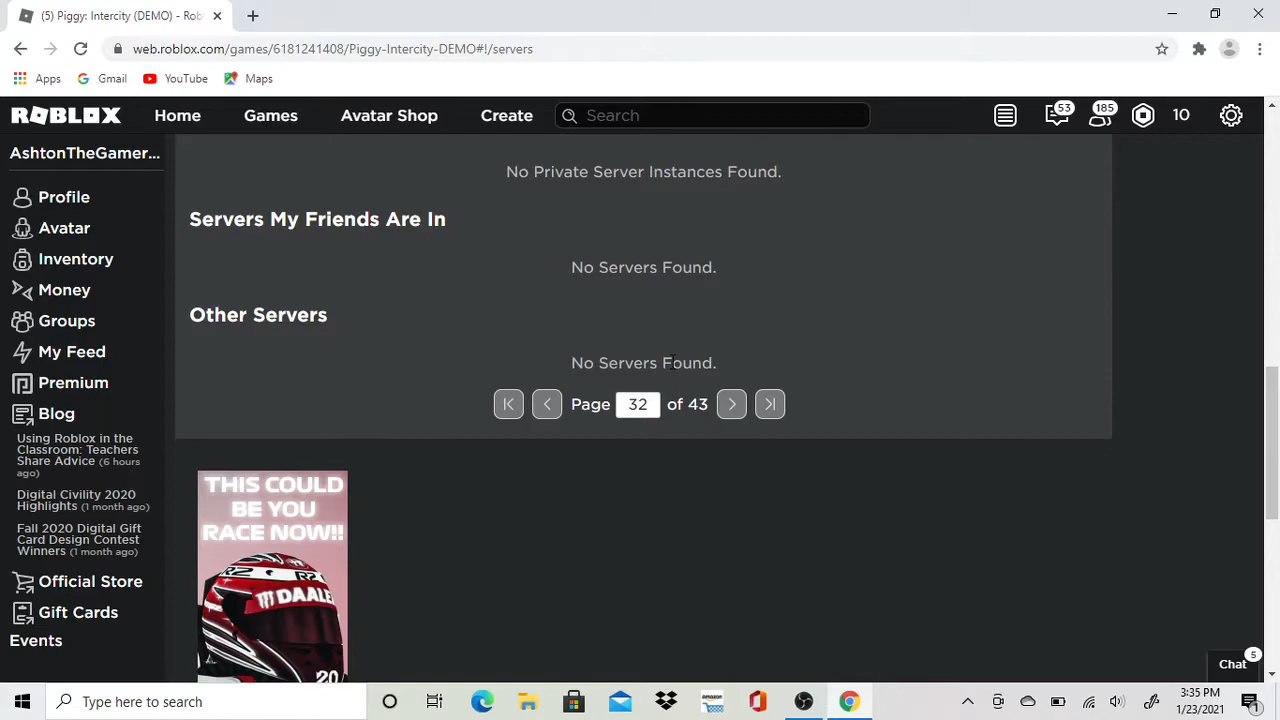 (5) Piggy: Intercity (DEMO) - Rob
web.roblox.com/games/6181241408/Piggy-Intercity-DEMO#!/servers
Apps Gmail YouTube Maps
ROBLOX Home Games Avatar Shop Create Search 53 185 10
AshtonTheGamer...
Profile
Avatar
Inventory
Money
Groups
My Feed
Premium
Blog
Using Roblox in the
Classroom: Teachers
Share Advice (6 hours
ago)
Digital Civility 2020
Highlights (1 month ago)
Fall 2020 Digital Gift
Card Design Contest
Winners (1 month ago)
Official Store
Gift Cards
Events
No Private Server Instances Found.
Servers My Friends Are In
No Servers Found.
Other Servers
No Servers Found.
Page 32 of 43
THIS COULD
BE YOU
RACE NOW!!
R2 R2
DAALE
20
Chat 5
Type here to search
amazon
3:35 PM
1/23/2021
1